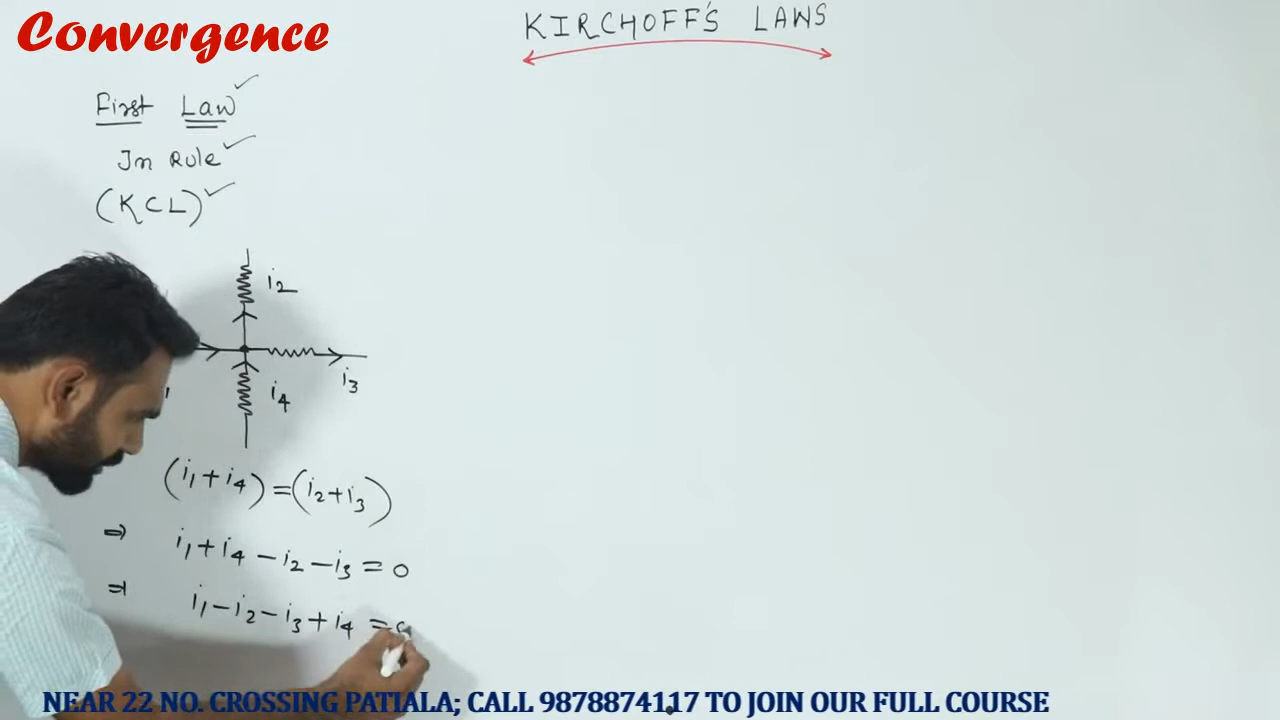 Convergence
KIRCHOFF'S LAWS
First Law
Jn Rule
(KCL)
i2
i3
i4
(i1+i4)=(i2+i3)
⇒ i1+i4-i2-i3=0
⇒ i1-i2-i3+i4=0
NEAR 22 NO. CROSSING PATIALA; CALL 9878874117 TO JOIN OUR FULL COURSE